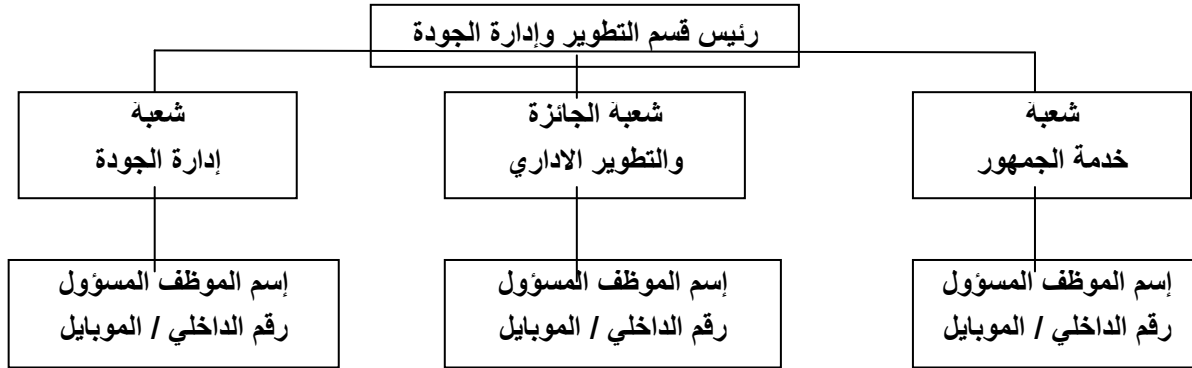 رئيس قسم التطوير وإدارة الجودة
شعبة
خدمة الجمهور
شعبة الجائزة
والتطوير الاداري
شعبة
إدارة الجودة
إسم الموظف المسؤول
رقم الداخلي / الموبايل
إسم الموظف المسؤول
رقم الداخلي / الموبايل
إسم الموظف المسؤول
رقم الداخلي / الموبايل